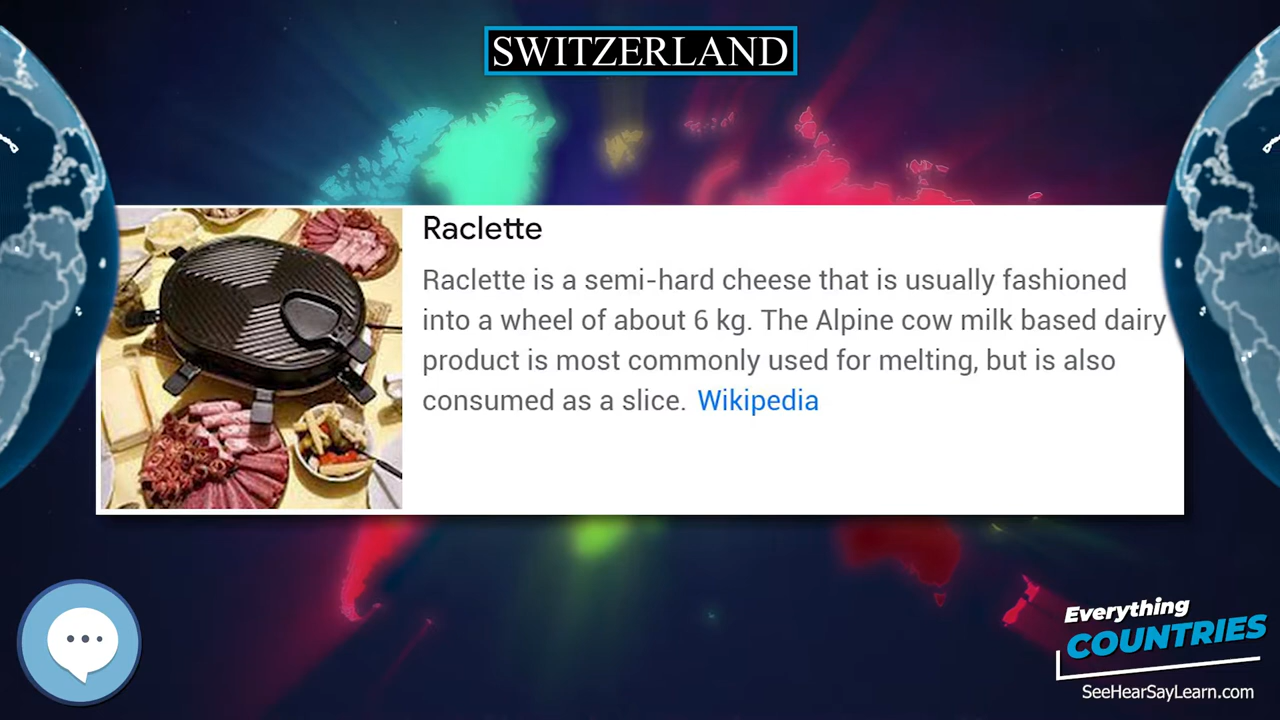 SWITZERLAND
Raclette
Raclette is a semi-hard cheese that is usually fashioned
into a wheel of about 6 kg. The Alpine cow milk based dairy
product is most commonly used for melting, but is also
consumed as a slice. Wikipedia
Everything
COUNTRIES
SeeHearSayLearn.com